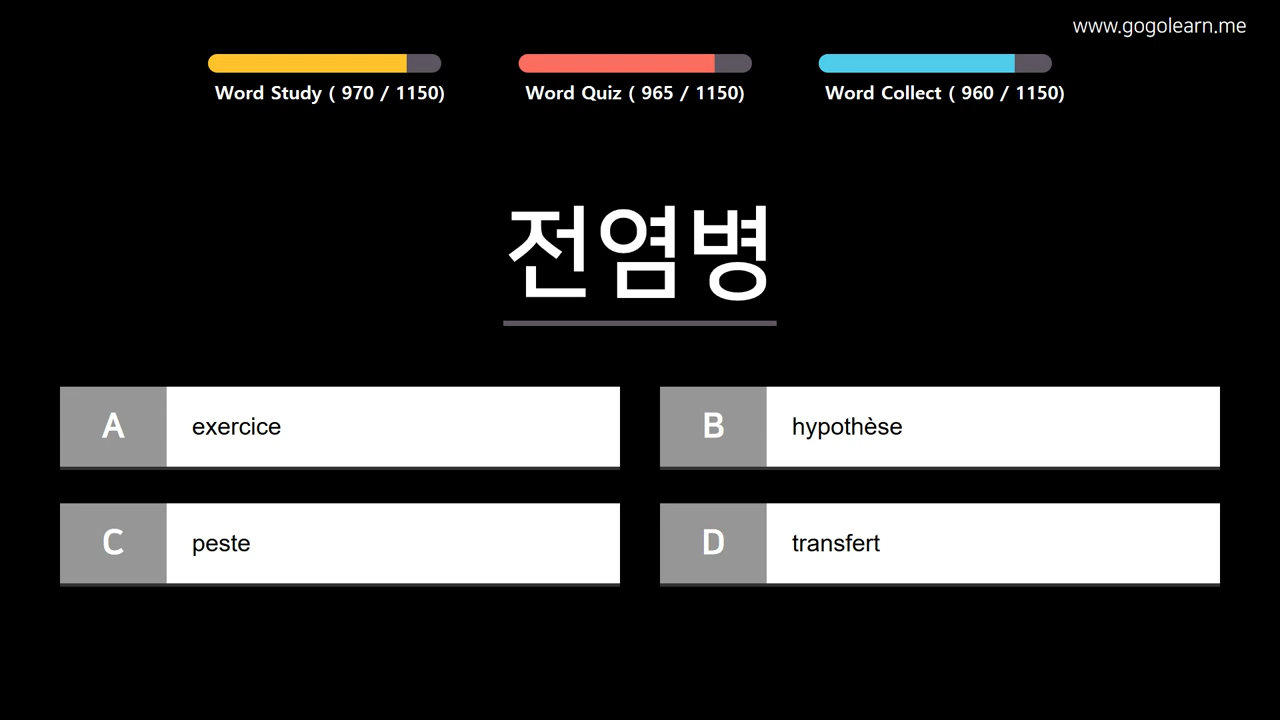 www.gogolearn.me
Word Study ( 970 / 1150)
Word Quiz ( 965 / 1150)
Word Collect ( 960 / 1150)
전염병
A exercice
B hypothèse
C peste
D transfert